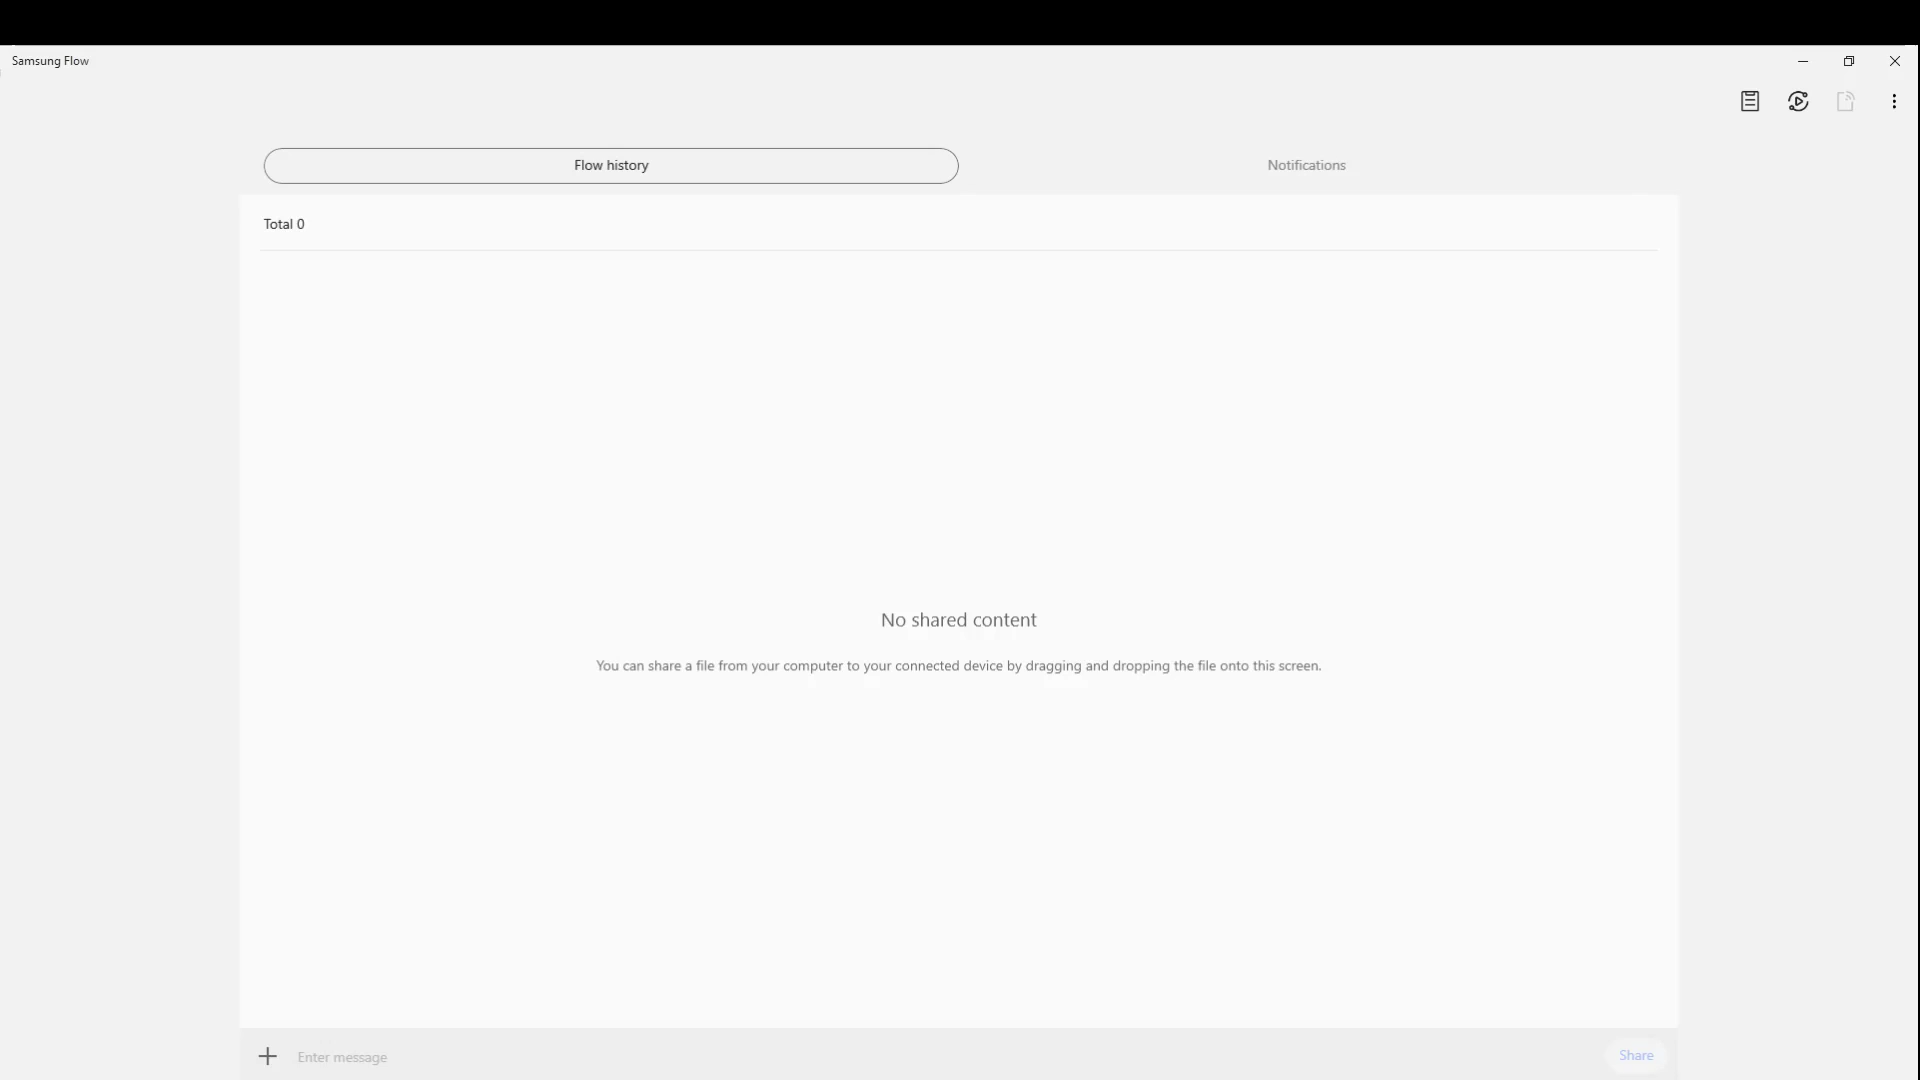 Samsung Flow
Flow history
Notifications
Total 0
No shared content
You can share a file from your computer to your connected device by dragging and dropping the file onto this screen.
Enter message
Share